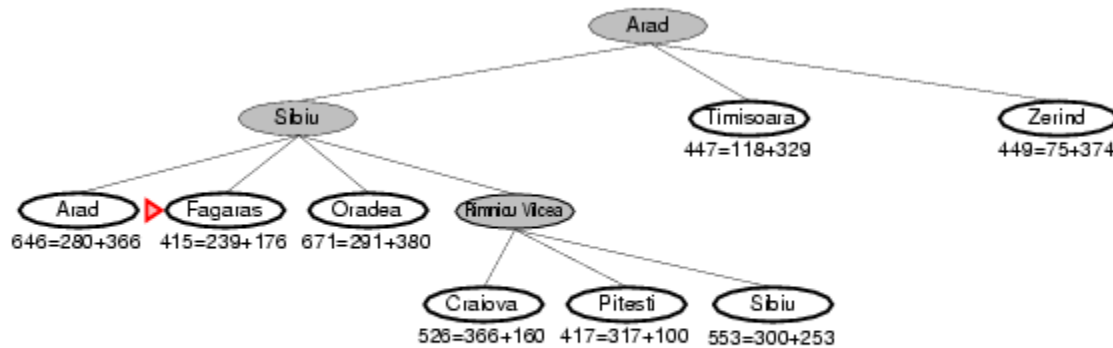 Arad
Sibiu
Timisoara
Zerind
447=118+329
449=75+374
Arad
Fagaras
Oradea
Rimnicu Vilcea
646=280+366
415=239+176
671=291+380
Craiova
Pitesti
Sibiu
526=366+160
417=317+100
553=300+253